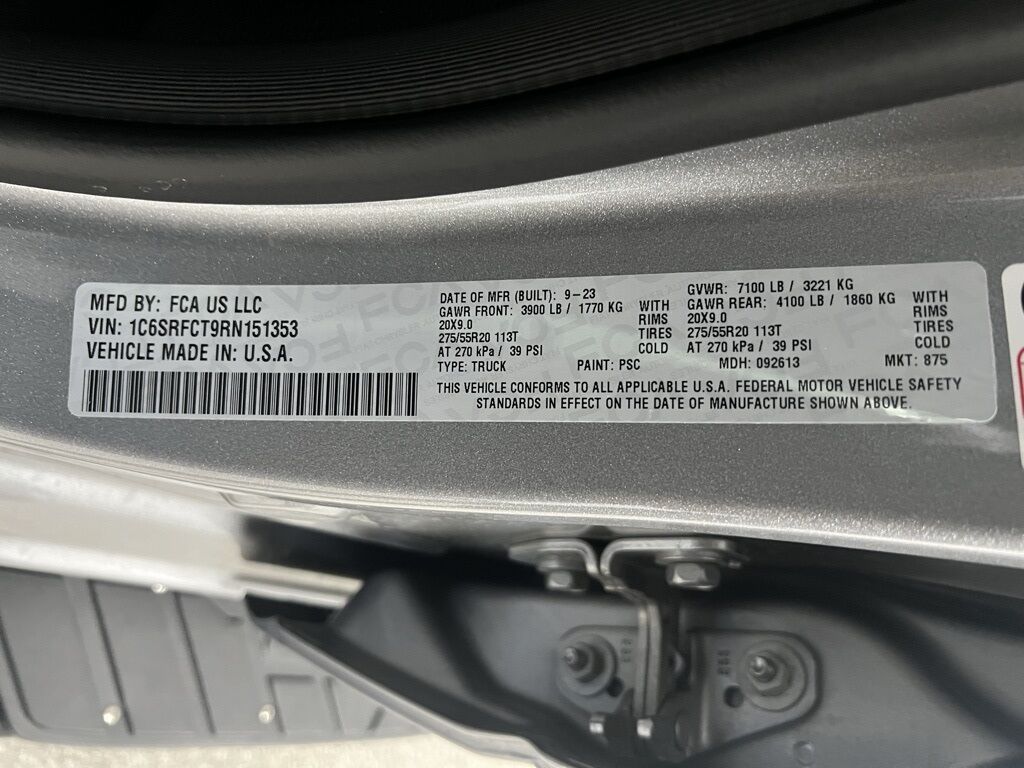 MFD BY: FCA US LLC
VIN: 1C6SRFCT9RN151353
VEHICLE MADE IN: U.S.A.
DATE OF MFR (BUILT): 9-23
GAWR FRONT: 3900 LB / 1770 KG WITH
20X9.0 RIMS
275/55R20 113T TIRES
AT 270 kPa / 39 PSI COLD
GVWR: 7100 LB / 3221 KG
GAWR REAR: 4100 LB / 1860 KG WITH
20X9.0 RIMS
275/55R20 113T TIRES
AT 270 kPa / 39 PSI COLD
TYPE: TRUCK PAINT: PSC MDH: 092613 MKT: 875
THIS VEHICLE CONFORMS TO ALL APPLICABLE U.S.A. FEDERAL MOTOR VEHICLE SAFETY
STANDARDS IN EFFECT ON THE DATE OF MANUFACTURE SHOWN ABOVE.